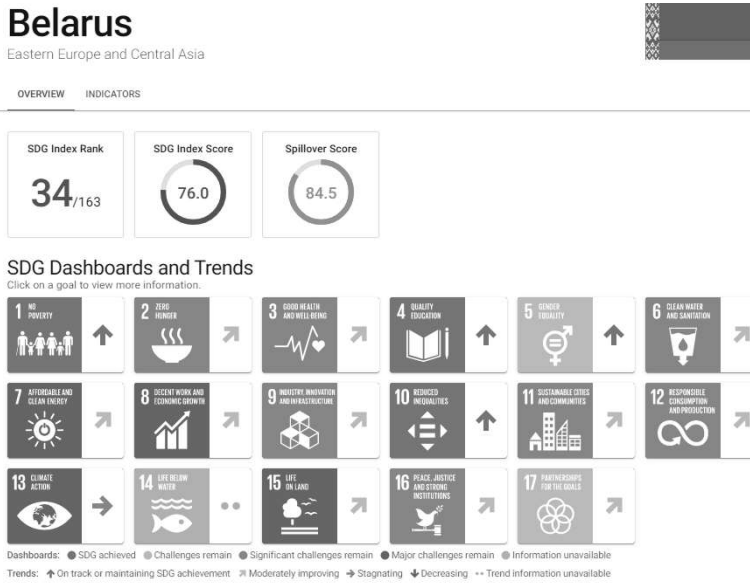 Belarus
Eastern Europe and Central Asia
OVERVIEW INDICATORS
SDG Index Rank
34/163
SDG Index Score
76.0
Spillover Score
84.5
SDG Dashboards and Trends
Click on a goal to view more information.
1 NO
POVERTY
2 ZERO
HUNGER
3 GOOD HEALTH
AND WELL-BEING
4 QUALITY
EDUCATION
5 GENDER
EQUALITY
6 CLEAN WATER
AND SANITATION
7 AFFORDABLE AND
CLEAN ENERGY
8 DECENT WORK AND
ECONOMIC GROWTH
9 INDUSTRY, INNOVATION
AND INFRASTRUCTURE
10 REDUCED
INEQUALITIES
11 SUSTAINABLE CITIES
AND COMMUNITIES
12 RESPONSIBLE
CONSUMPTION
AND PRODUCTION
13 CLIMATE
ACTION
14 LIFE BELOW
WATER
15 LIFE
ON LAND
16 PEACE, JUSTICE
AND STRONG
INSTITUTIONS
17 PARTNERSHIPS
FOR THE GOALS
Dashboards: SDG achieved Challenges remain Significant challenges remain Major challenges remain Information unavailable
Trends: On track or maintaining SDG achievement Moderately improving Stagnating Decreasing Trend information unavailable